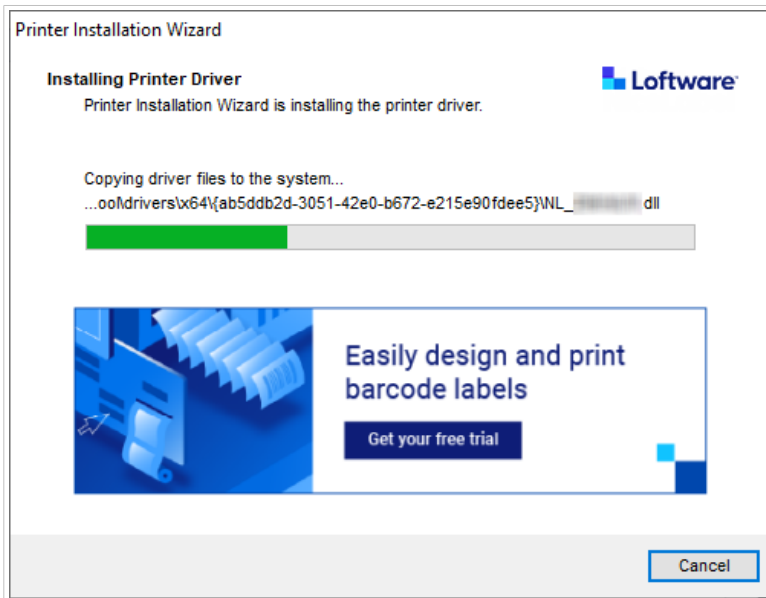 Printer Installation Wizard
Installing Printer Driver
Loftware
Printer Installation Wizard is installing the printer driver.
Copying driver files to the system...
...ool\drivers\x64\{ab5ddb2d-3051-42e0-b672-e215e90fdee5}\NL_ dll
Easily design and print
barcode labels
Get your free trial
Cancel